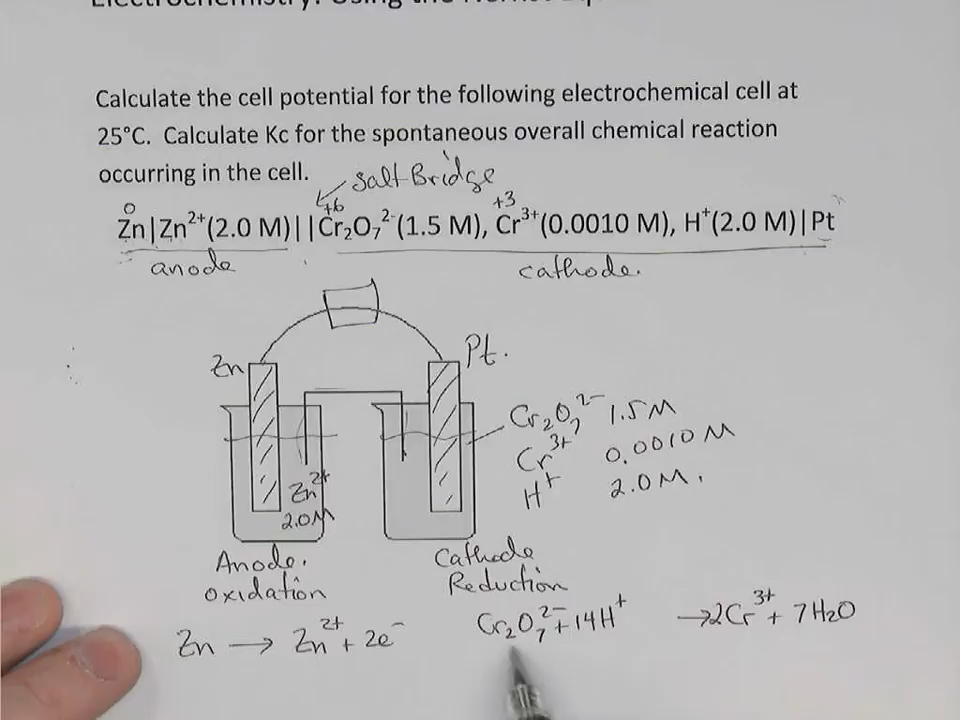 Calculate the cell potential for the following electrochemical cell at
25°C. Calculate Kc for the spontaneous overall chemical reaction
occurring in the cell.
Salt Bridge
0 +6 +3
Zn|Zn²⁺(2.0 M)||Cr₂O₇²⁻(1.5 M), Cr³⁺(0.0010 M), H⁺(2.0 M)|Pt
anode cathode.
Zn Pt.
Cr₂O₇²⁻ 1.5M
Cr³⁺ 0.0010 M
H⁺ 2.0M.
Zn²⁺
2.0M
Anode. Cathode
oxidation Reduction
Zn → Zn²⁺ + 2e⁻ Cr₂O₇²⁻ + 14H⁺ → 2Cr³⁺ + 7H₂O